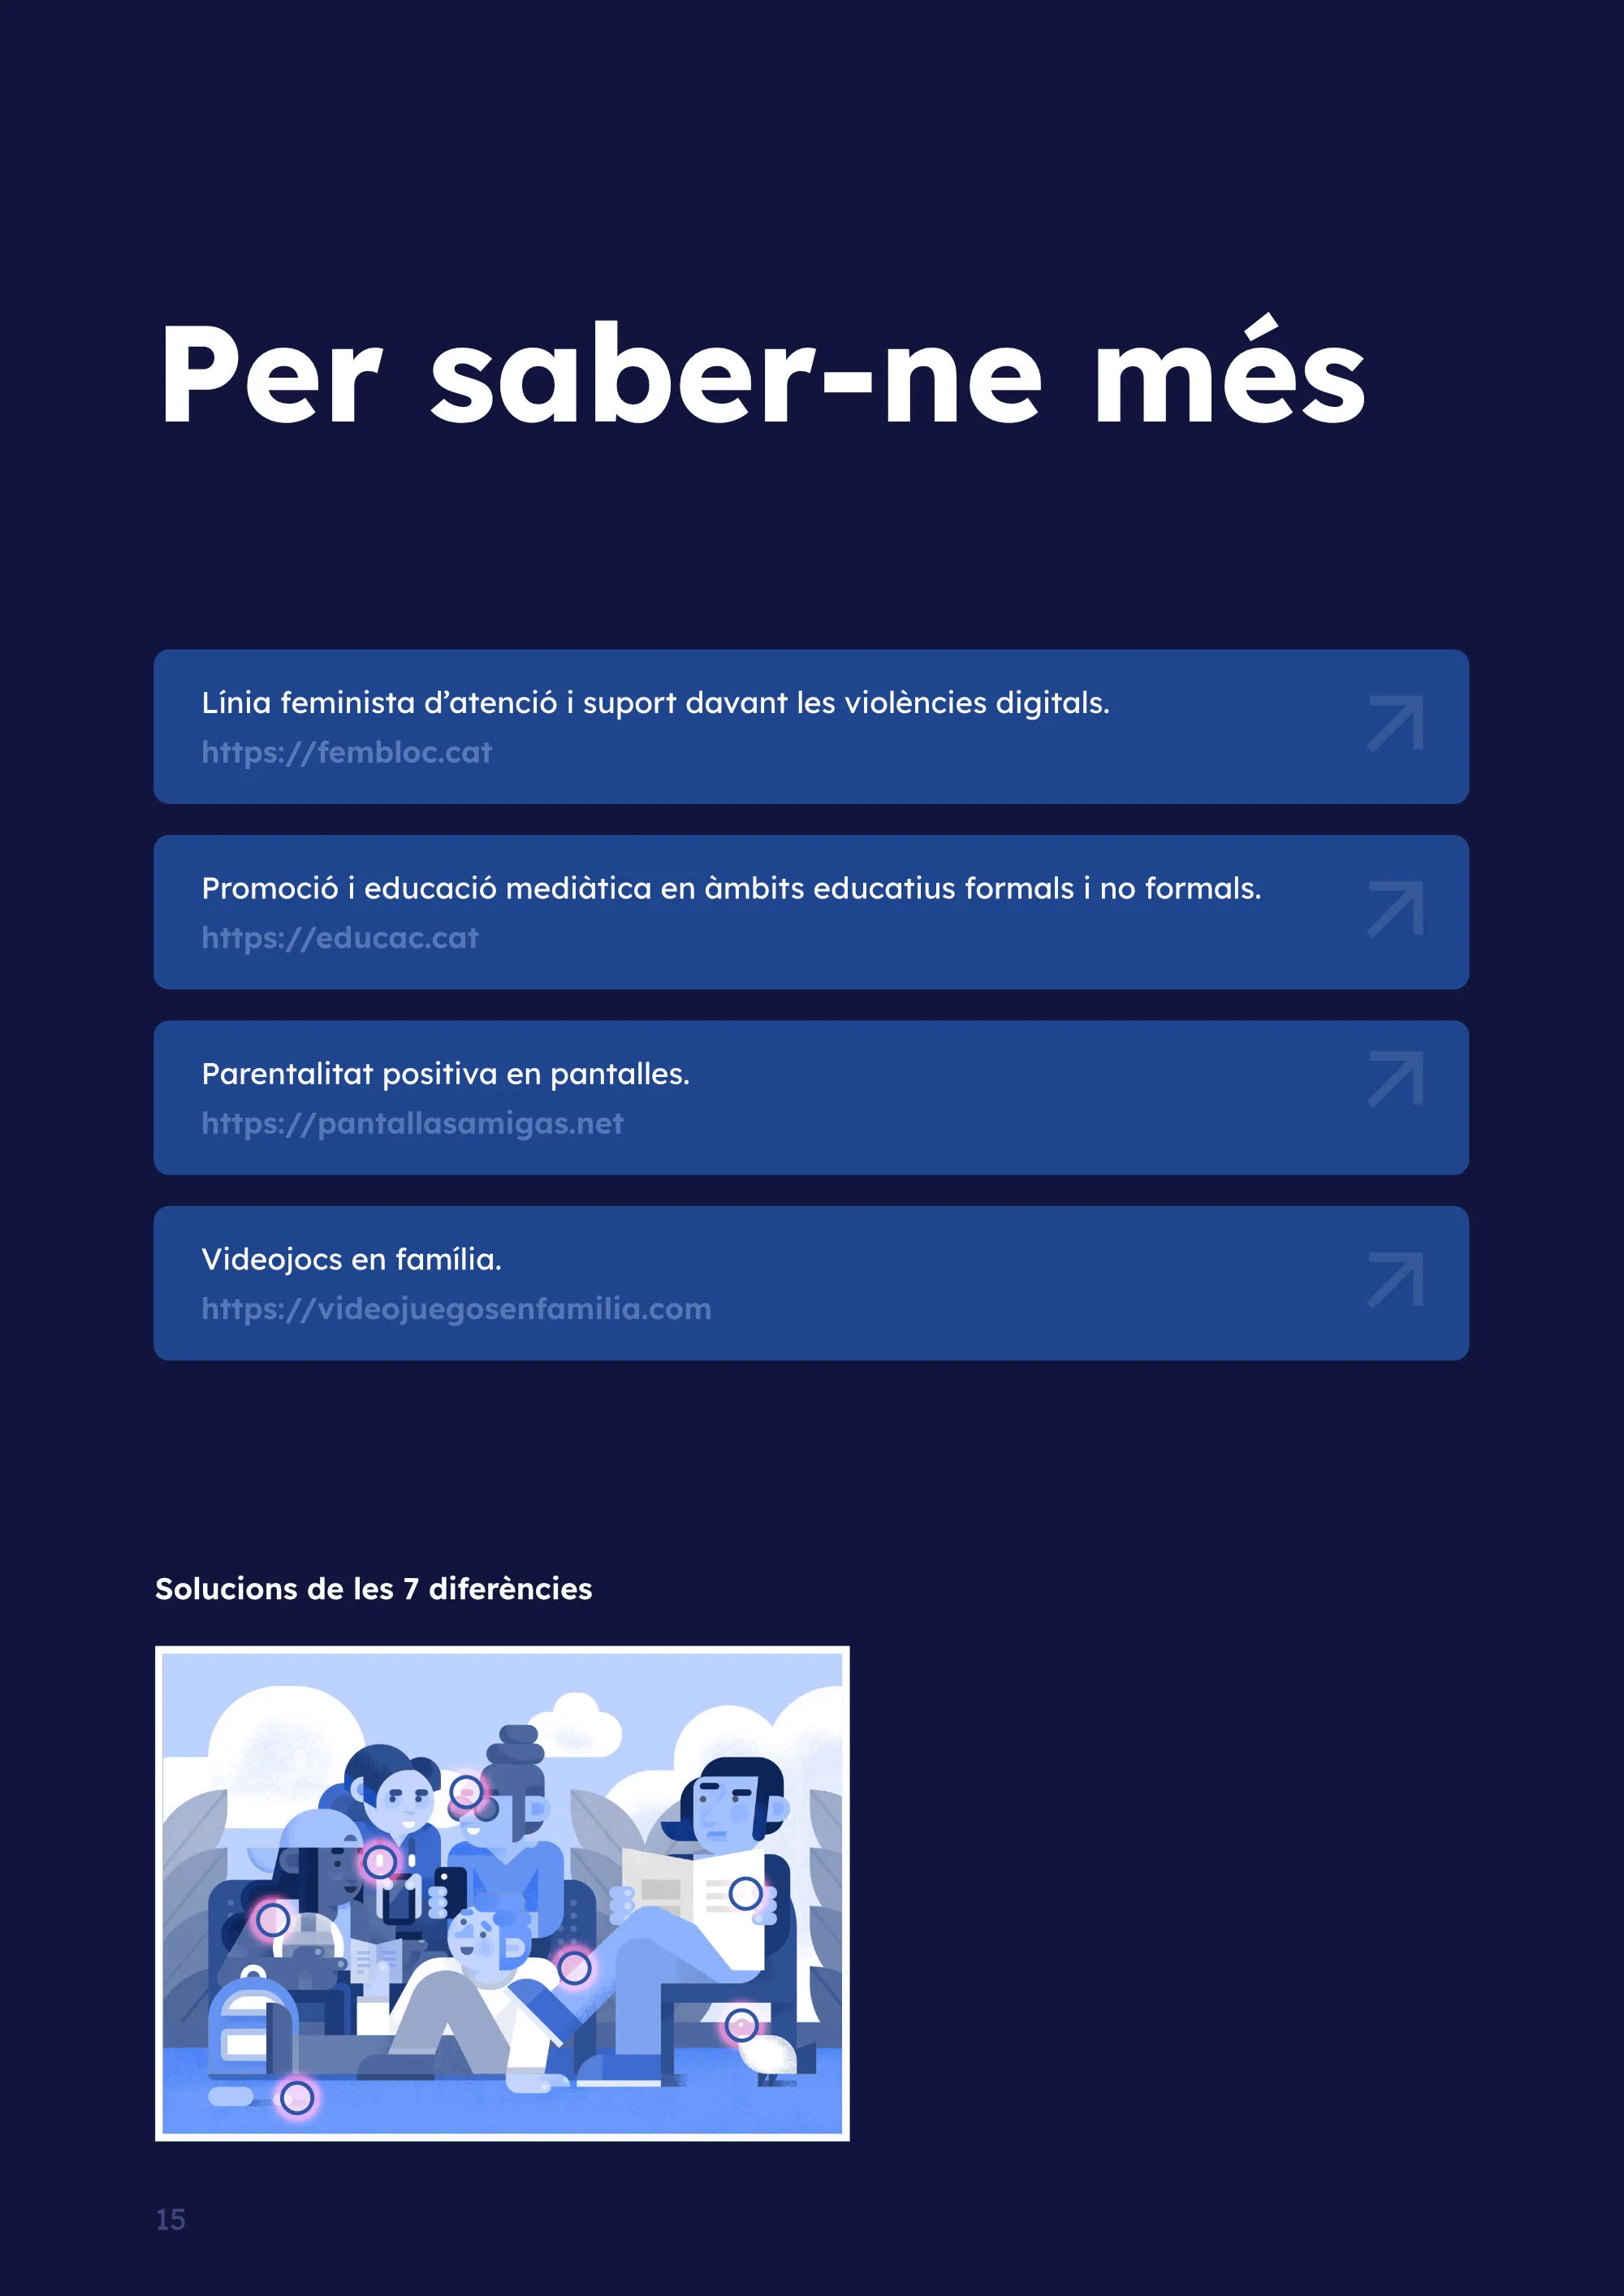 Per saber-ne més
Línia feminista d’atenció i suport davant les violències digitals.
https://fembloc.cat
Promoció i educació mediàtica en àmbits educatius formals i no formals.
https://educac.cat
Parentalitat positiva en pantalles.
https://pantallasamigas.net
Videojocs en família.
https://videojuegosenfamilia.com
Solucions de les 7 diferències
15